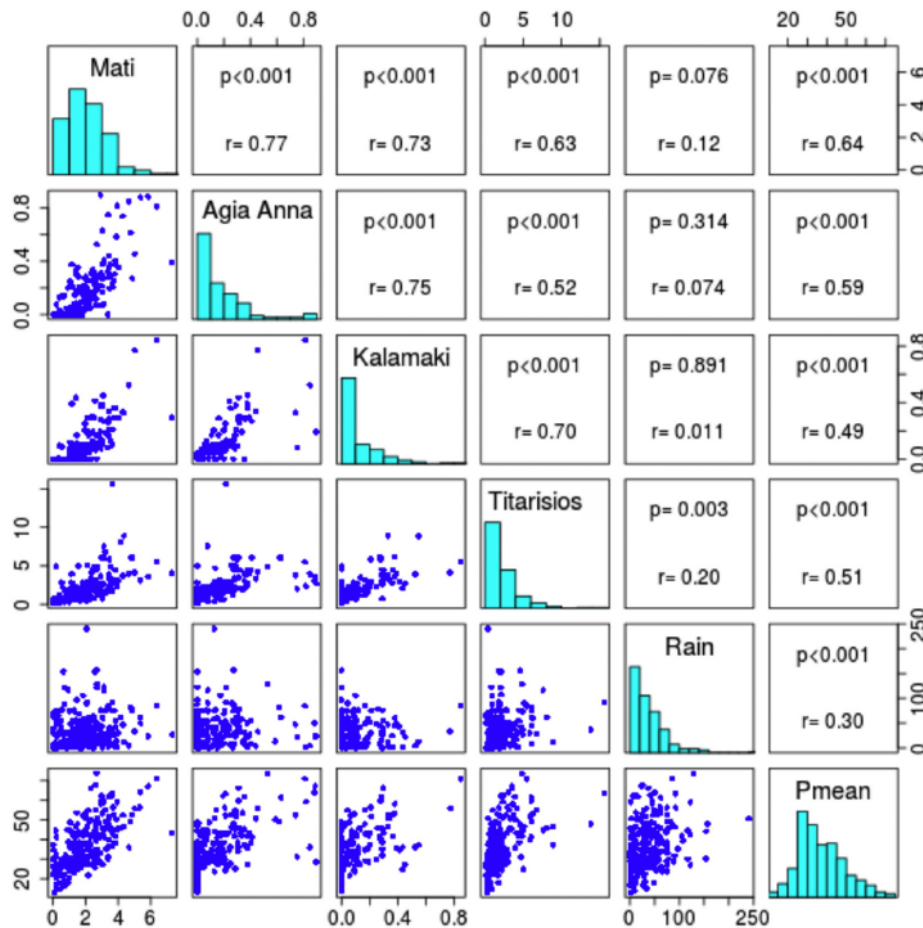 0.0 0.4 0.8 0 5 10 20 50
Mati
p<0.001 p<0.001 p<0.001 p= 0.076 p<0.001
r= 0.77 r= 0.73 r= 0.63 r= 0.12 r= 0.64
0 2 4 6
Agia Anna
p<0.001 p<0.001 p= 0.314 p<0.001
r= 0.75 r= 0.52 r= 0.074 r= 0.59
0.0 0.4 0.8
Kalamaki
p<0.001 p= 0.891 p<0.001
r= 0.70 r= 0.011 r= 0.49
0.0 0.4 0.8
Titarisios
p= 0.003 p<0.001
r= 0.20 r= 0.51
0 5 10
Rain
p<0.001
r= 0.30
0 100 250
Pmean
20 50
0 2 4 6 0.0 0.4 0.8 0 100 250